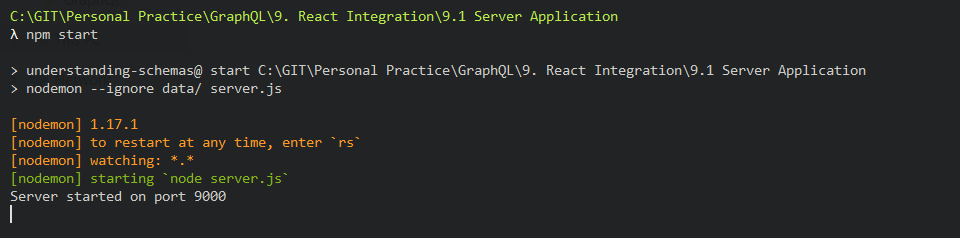 C:\GIT\Personal Practice\GraphQL\9. React Integration\9.1 Server Application
λ npm start
> understanding-schemas@ start C:\GIT\Personal Practice\GraphQL\9. React Integration\9.1 Server Application
> nodemon --ignore data/ server.js
[nodemon] 1.17.1
[nodemon] to restart at any time, enter `rs`
[nodemon] watching: *.*
[nodemon] starting `node server.js`
Server started on port 9000